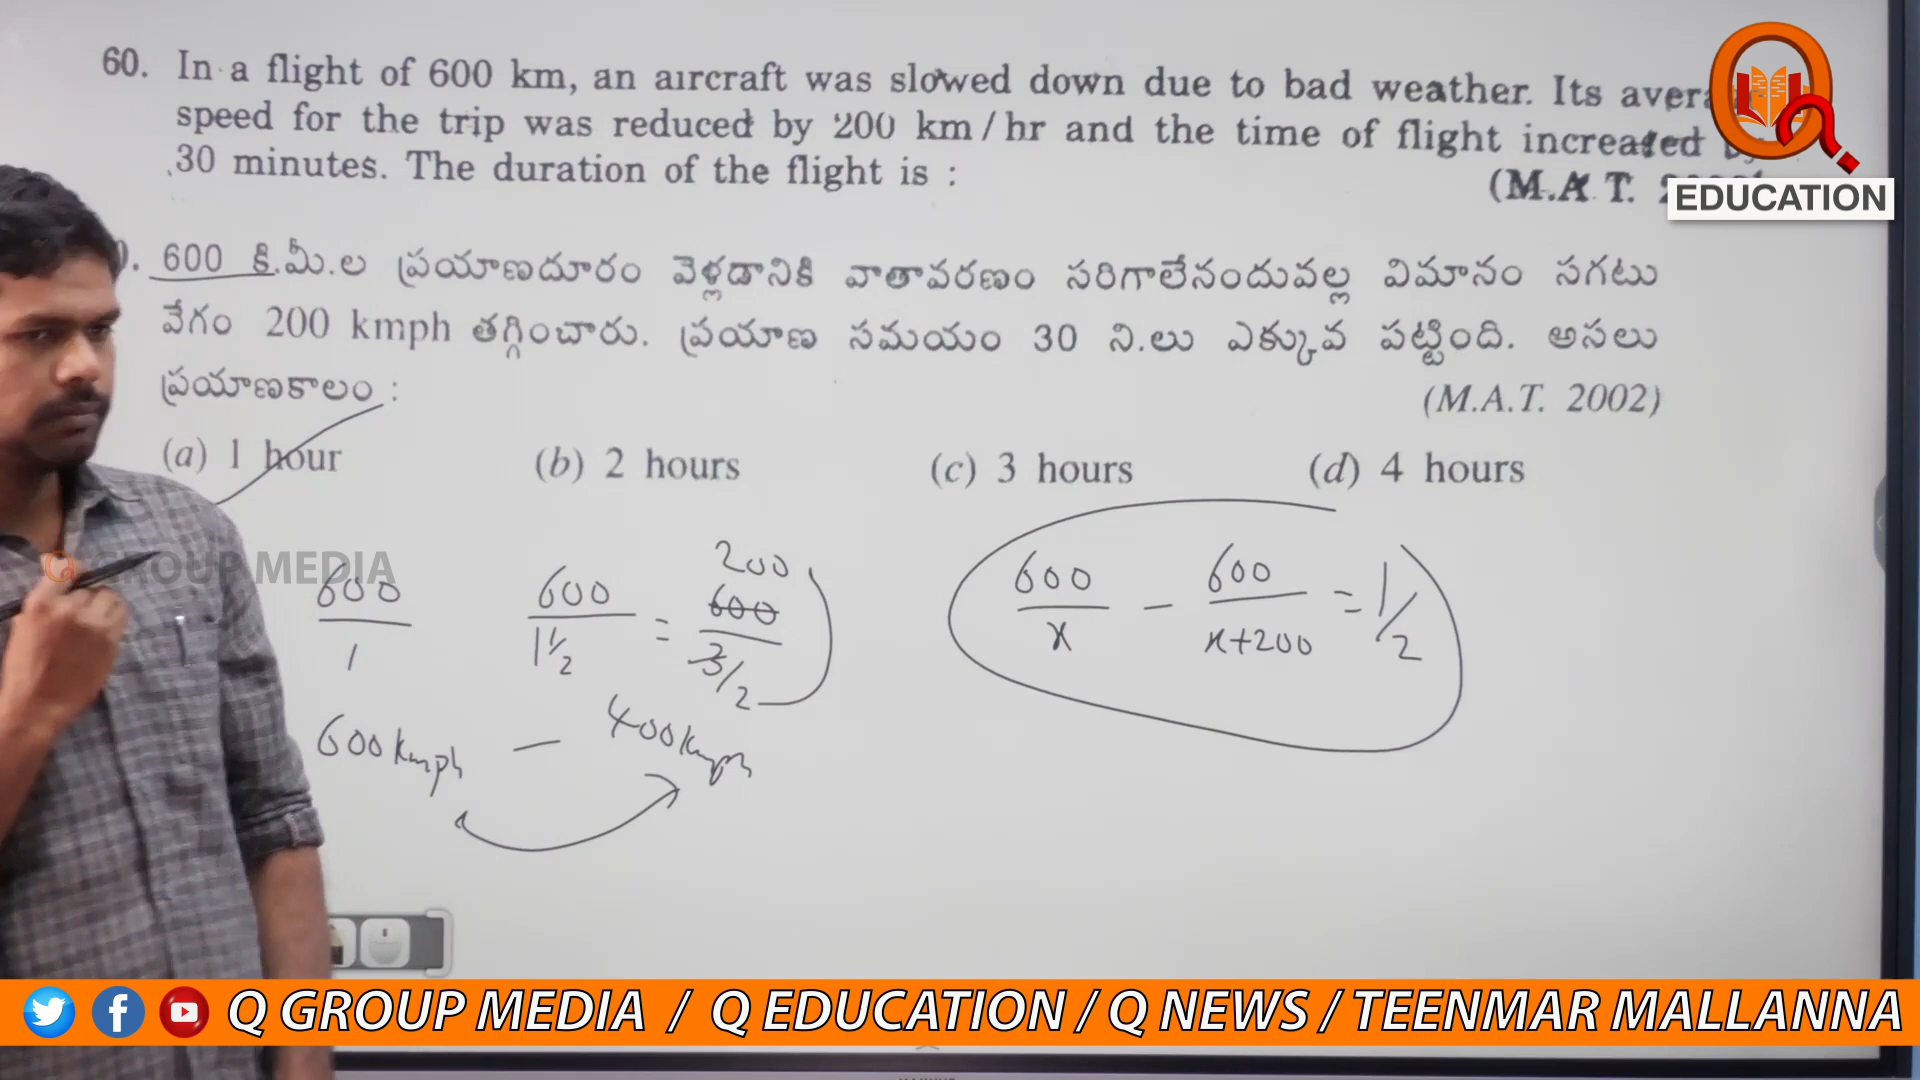 60. In a flight of 600 km, an aircraft was slowed down due to bad weather. Its
speed for the trip was reduced by 200 km/hr and the time of flight increased
30 minutes. The duration of the flight is :
(M.A.T.
EDUCATION
600 కి.మీ.ల ప్రయాణదూరం వెళ్లడానికి వాతావరణం సరిగాలేనందువల్ల విమానం సగటు
వేగం 200 kmph తగ్గించారు. ప్రయాణ సమయం 30 ని.లు ఎక్కువ పట్టింది. అసలు
ప్రయాణకాలం :
(M.A.T. 2002)
(a) 1 hour (b) 2 hours (c) 3 hours (d) 4 hours
GROUP MEDIA
600/1 600/1 1/2 = 200 600/3/2 600/x - 600/x+200 = 1/2
600 kmph - 400 kmph
Q GROUP MEDIA / Q EDUCATION / Q NEWS / TEENMAR MALLANNA